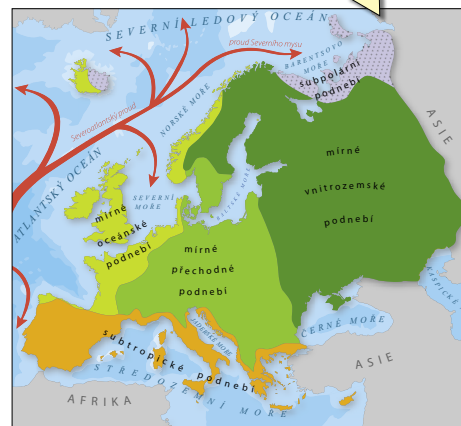 SEVERNÍ LEDOVÝ OCEÁN
proud Severního mysu
BARENTSOVO
MOŘE
subpolární
podnebí
Severoatlantský proud
NORSKÉ MOŘE
ASIE
ATLANTSKÝ OCEÁN
mírné
vnitrozemské
podnebí
SEVERNÍ
MOŘE
BALTSKÉ MOŘE
mírné
oceánské
podnebí
mírné
přechodné
podnebí
KASPICKÉ
ČERNÉ MOŘE
JADERSKÉ MOŘE
subtropické podnebí
ASIE
STŘEDOZEMNÍ MOŘE
AFRIKA